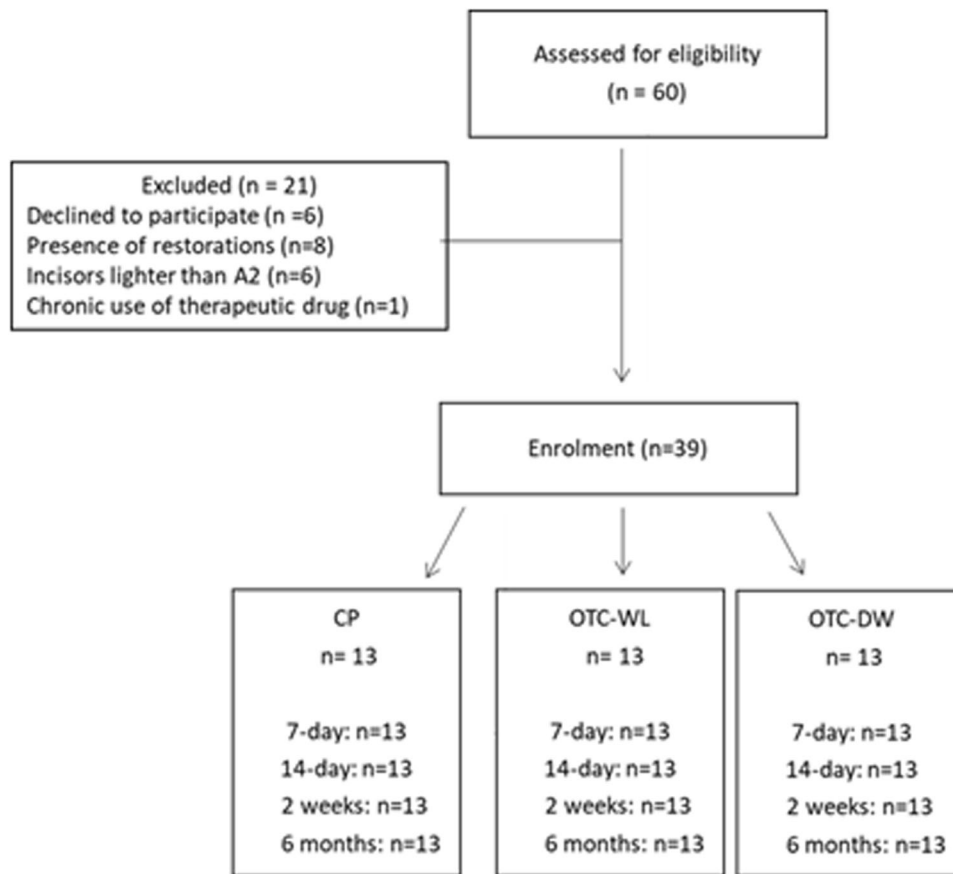 Assessed for eligibility
(n = 60)
Excluded (n = 21)
Declined to participate (n =6)
Presence of restorations (n=8)
Incisors lighter than A2 (n=6)
Chronic use of therapeutic drug (n=1)
Enrolment (n=39)
CP
n= 13
7-day: n=13
14-day: n=13
2 weeks: n=13
6 months: n=13
OTC-WL
n= 13
7-day: n=13
14-day: n=13
2 weeks: n=13
6 months: n=13
OTC-DW
n= 13
7-day: n=13
14-day: n=13
2 weeks: n=13
6 months: n=13